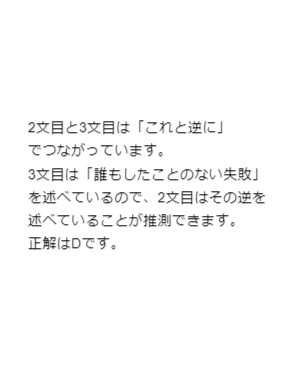 2文目と3文目は「これと逆に」
でつながっています。
3文目は「誰もしたことのない失敗」
を述べているので、2文目はその逆を
述べていることが推測できます。
正解はDです。